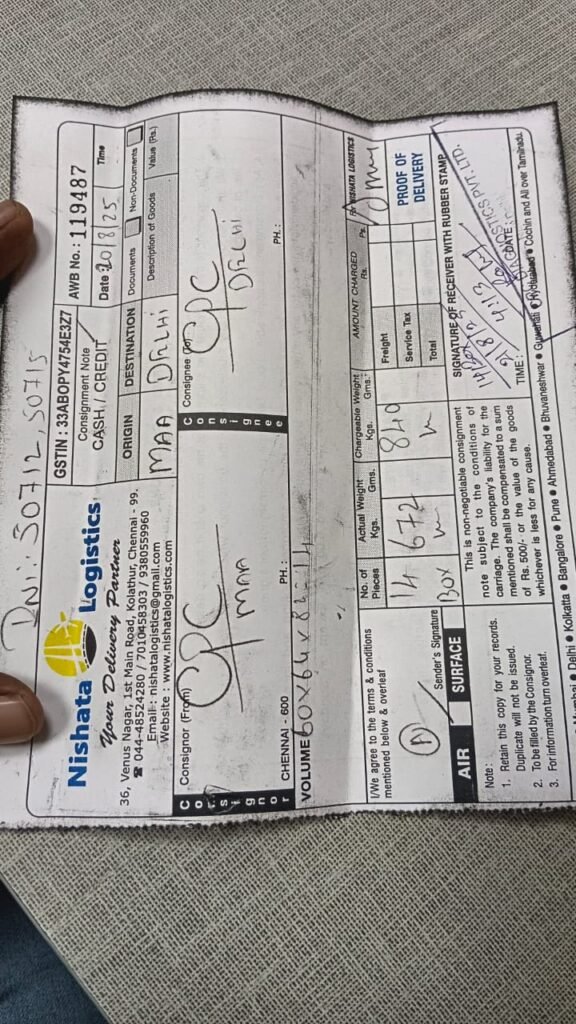 DNi: 30712, 50715
Nishata Logistics
Your Delivery Partner
36, Venus Nagar, 1st Main Road, Kolathur, Chennai - 99.
☎ 044-48524280 / 7010458303 / 9380559960
Email : nishatalogistics@gmail.com
Website : www.nishatalogistics.com
GSTIN : 33ABOPY4754E3Z7
Consignment Note
CASH / CREDIT
AWB No. : 119487
Date 20/8/25 Time
ORIGIN DESTINATION
MAA DELHI
Documents Non-Documents
Description of Goods Value (Rs.)
Consignor
Consignor (From)
CPC
MAA
CHENNAI - 600 PH. :
Consignee
Consignee (To)
CPC
DELHI
PH. :
VOLUME 60x64x84=14
I/We agree to the terms & conditions
mentioned below & overleaf
Sender's Signature
AIR SURFACE
No. of Pieces
14
BOX
Actual Weight
Kgs. Gms.
672
Chargeable Weight
Kgs. Gms.
840
AMOUNT CHARGED
Rs. Ps.
Freight
Service Tax
Total
NISHATA LOGISTICS
PROOF OF
DELIVERY
Note :
1. Retain this copy for your records.
Duplicate will not be issued.
2. To be filled by the Consignor.
3. For information turn overleaf.
This is non-negotiable consignment
note subject to the conditions of
carriage. The company's liability for the
mentioned shall be compensated to a sum
of Rs. 500/- or the value of the goods
whichever is less for any cause.
SIGNATURE OF RECEIVER WITH RUBBER STAMP
14 Box
21/8/25
TIME : DATE :
PVT. LTD.
Mumbai ● Delhi ● Kolkatta ● Bangalore ● Pune ● Ahmedabad ● Bhuvaneshwar ● Guwahati ● Hyderabad ● Cochin and All over Tamilnadu.